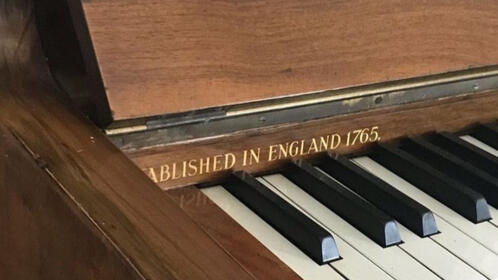 ABLISHED IN ENGLAND 1765.